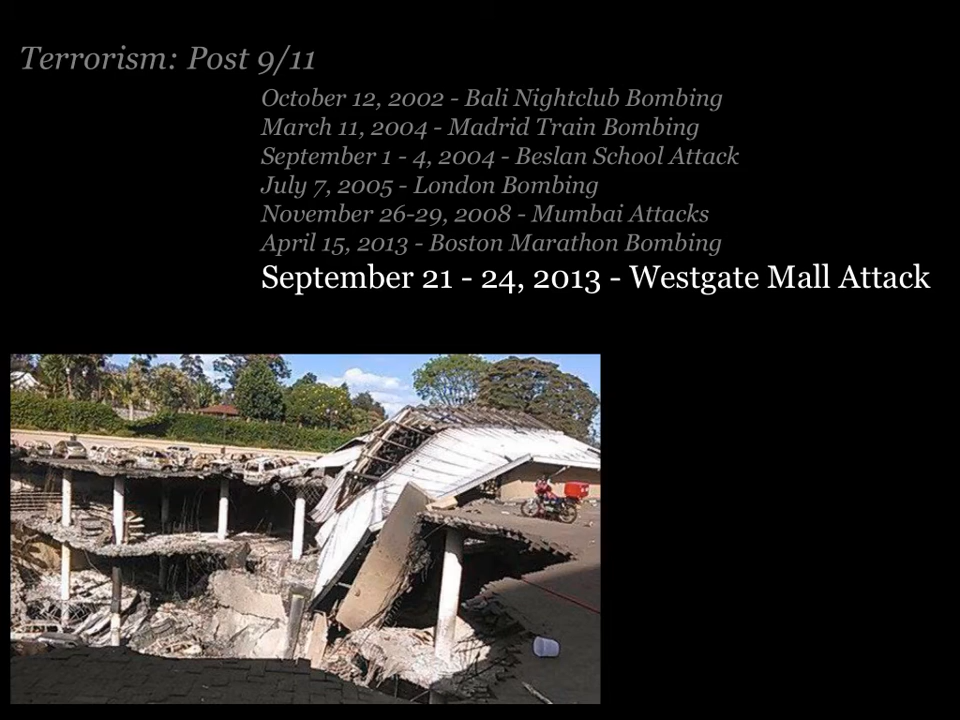 Terrorism: Post 9/11
October 12, 2002 - Bali Nightclub Bombing
March 11, 2004 - Madrid Train Bombing
September 1 - 4, 2004 - Beslan School Attack
July 7, 2005 - London Bombing
November 26-29, 2008 - Mumbai Attacks
April 15, 2013 - Boston Marathon Bombing
September 21 - 24, 2013 - Westgate Mall Attack